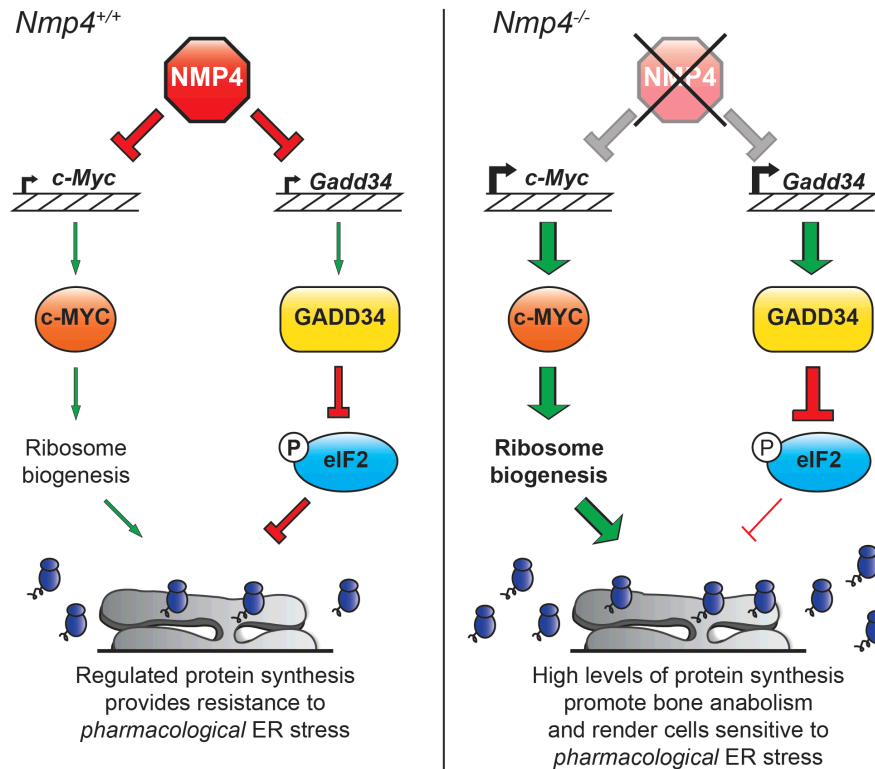 Nmp4+/+
NMP4
c-Myc
Gadd34
c-MYC
GADD34
P
eIF2
Ribosome
biogenesis
Regulated protein synthesis
provides resistance to
pharmacological ER stress
Nmp4-/-
NMP4
c-Myc
Gadd34
c-MYC
GADD34
P
eIF2
Ribosome
biogenesis
High levels of protein synthesis
promote bone anabolism
and render cells sensitive to
pharmacological ER stress